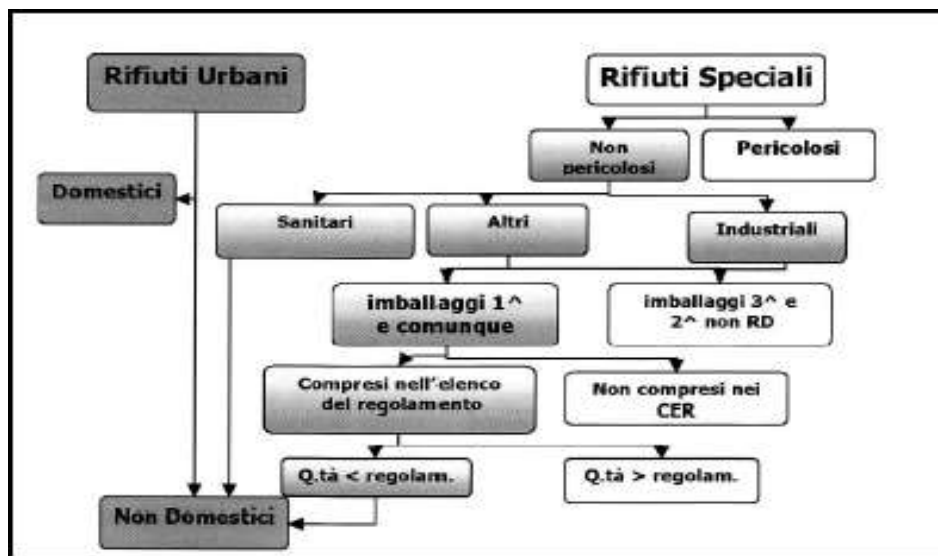 Rifiuti Urbani
Rifiuti Speciali
Non
pericolosi
Pericolosi
Domestici
Sanitari
Altri
Industriali
imballaggi 1^
e comunque
imballaggi 3^ e
2^ non RD
Compresi nell'elenco
del regolamento
Non compresi nei
CER
Q.tà < regolam.
Q.tà > regolam.
Non Domestici